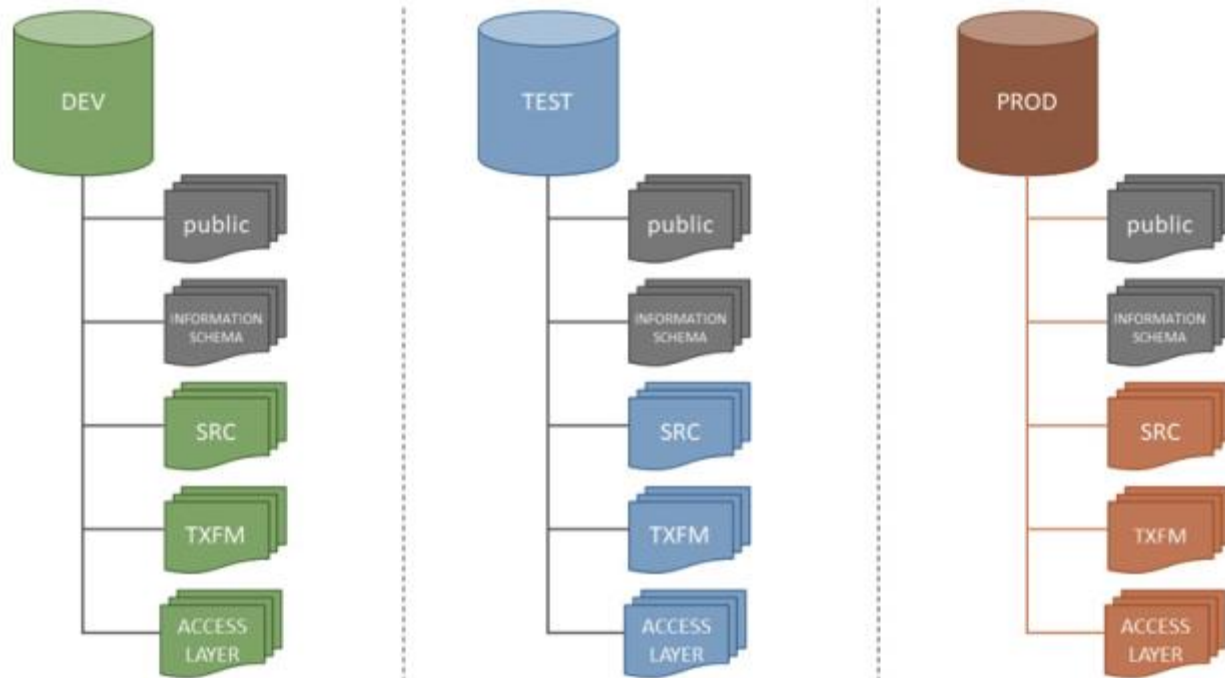 DEV
public
INFORMATION
SCHEMA
SRC
TXFM
ACCESS
LAYER
TEST
public
INFORMATION
SCHEMA
SRC
TXFM
ACCESS
LAYER
PROD
public
INFORMATION
SCHEMA
SRC
TXFM
ACCESS
LAYER